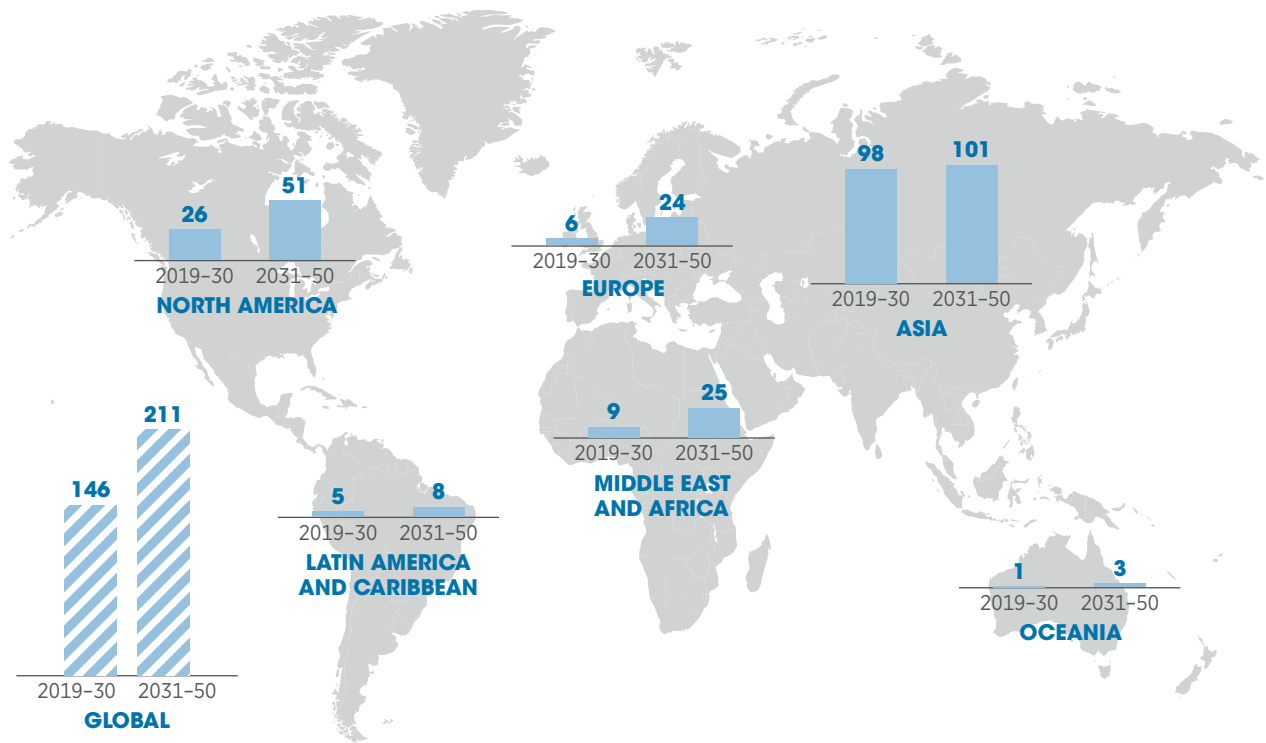 51
26
2019–30 2031–50
NORTH AMERICA
24
6
2019–30 2031–50
EUROPE
98 101
2019–30 2031–50
ASIA
211
146
2019–30 2031–50
GLOBAL
5 8
2019–30 2031–50
LATIN AMERICA
AND CARIBBEAN
25
9
2019–30 2031–50
MIDDLE EAST
AND AFRICA
1 3
2019–30 2031–50
OCEANIA